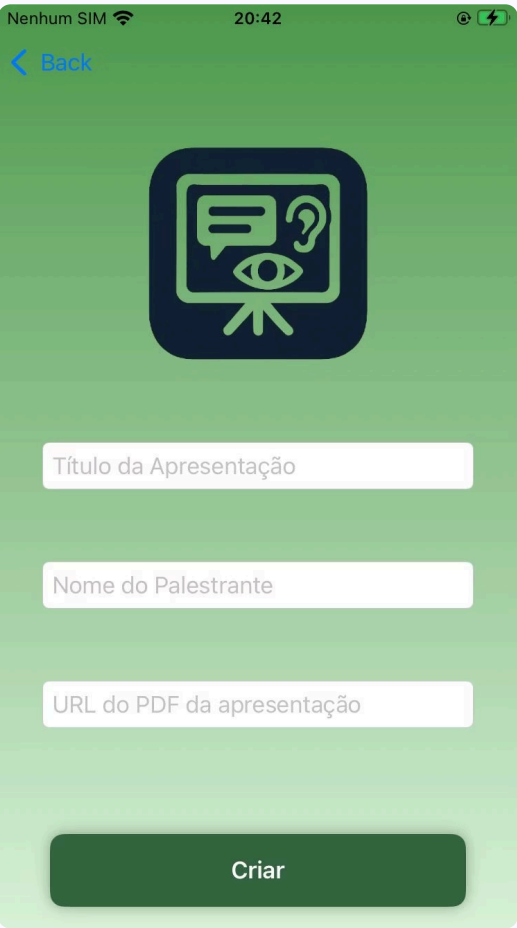 Nenhum SIM 20:42
Back
Título da Apresentação
Nome do Palestrante
URL do PDF da apresentação
Criar